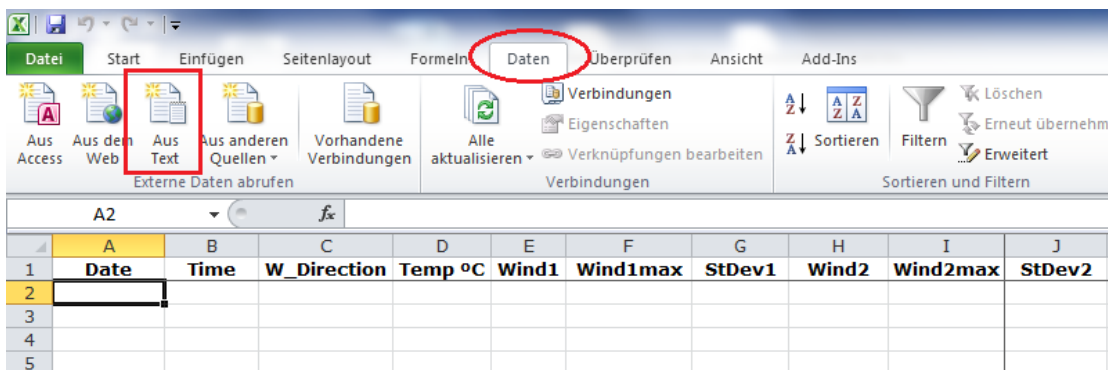 Datei Start Einfügen Seitenlayout Formeln Daten Überprüfen Ansicht Add-Ins
Aus Access
Aus dem Web
Aus Text
Aus anderen Quellen
Vorhandene Verbindungen
Externe Daten abrufen
Alle aktualisieren
Verbindungen
Eigenschaften
Verknüpfungen bearbeiten
Verbindungen
A Z
Z A
A Z Z A
Sortieren
Filtern
Löschen
Erneut übernehm
Erweitert
Sortieren und Filtern
A2 fx
A B C D E F G H I J
1 Date Time W_Direction Temp ºC Wind1 Wind1max StDev1 Wind2 Wind2max StDev2
2
3
4
5